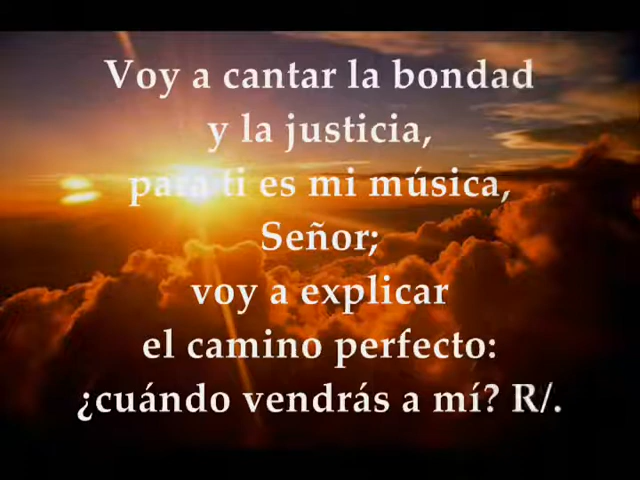 Voy a cantar la bondad
y la justicia,
para ti es mi música,
Señor;
voy a explicar
el camino perfecto:
¿cuándo vendrás a mí? R/.